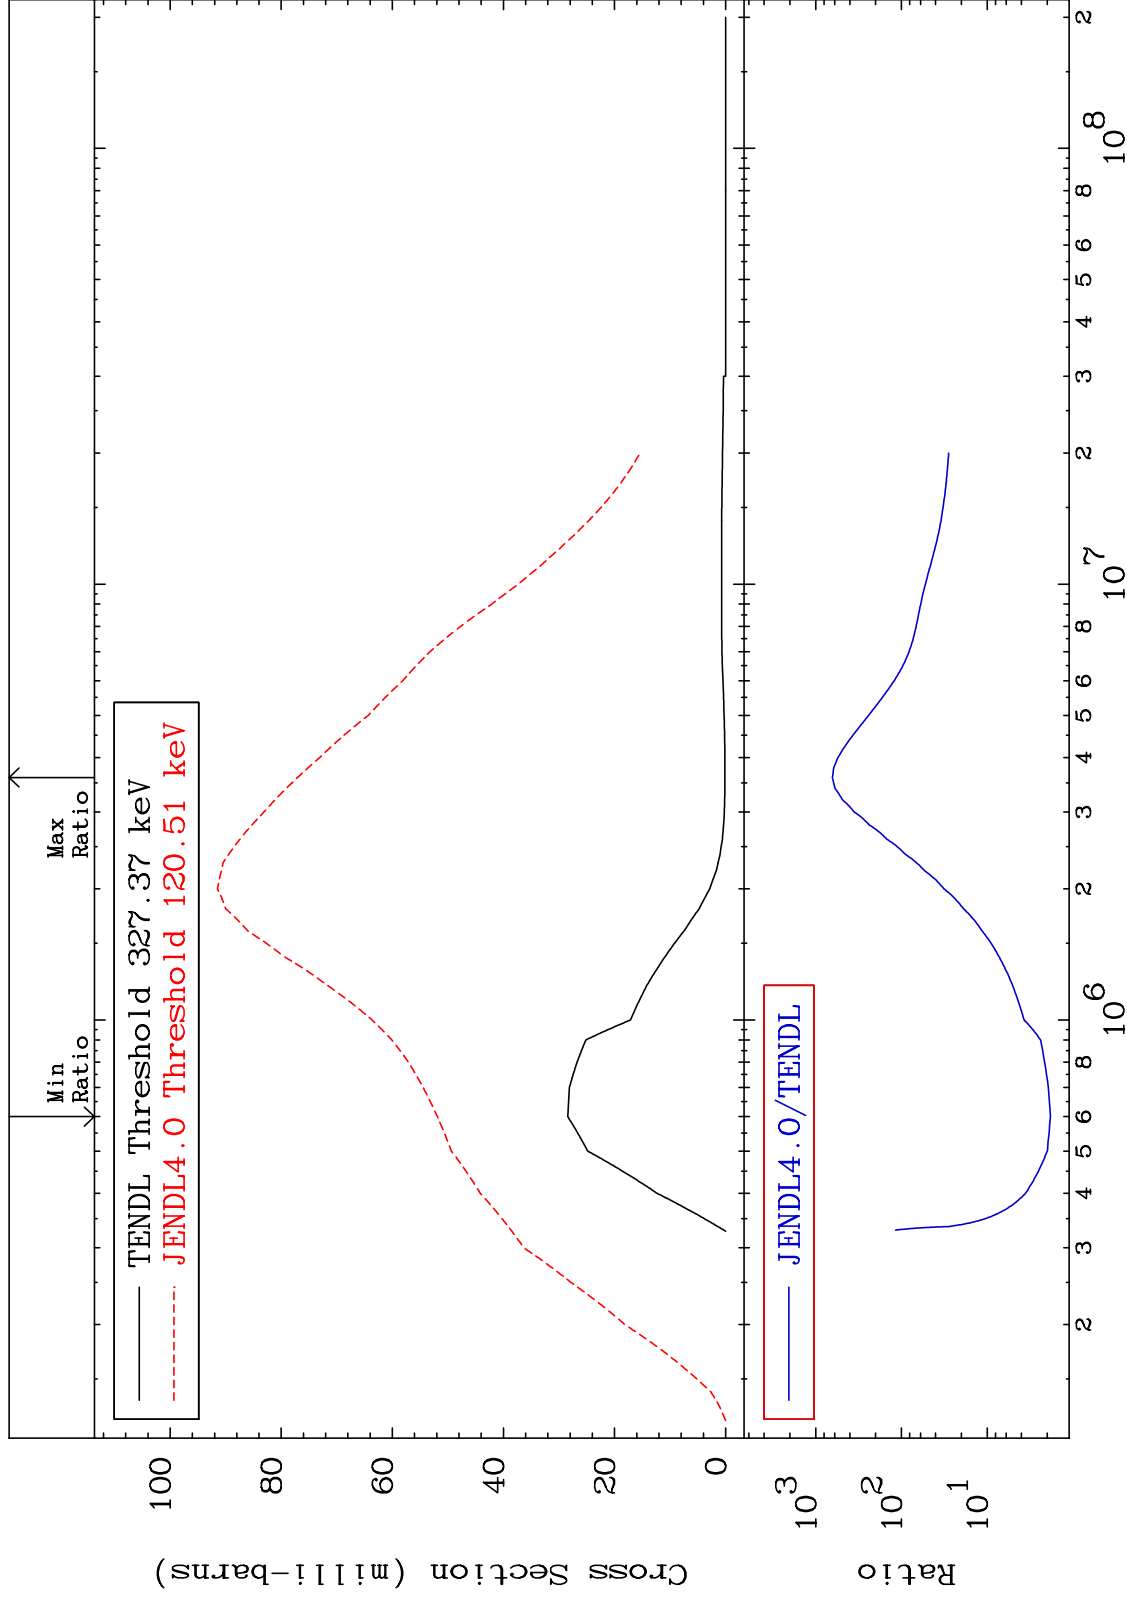 Min
Ratio
Max
Ratio
TENDL Threshold 327.37 keV
JENDL4.0 Threshold 120.51 keV
Cross Section (milli-barns)
100
80
60
40
20
0
JENDL4.0/TENDL
Ratio
10^3
10^2
10^1
2 3 4 5 6 8 10^6 2 3 4 5 6 8 10^7 2 3 4 5 6 8 10^8 2